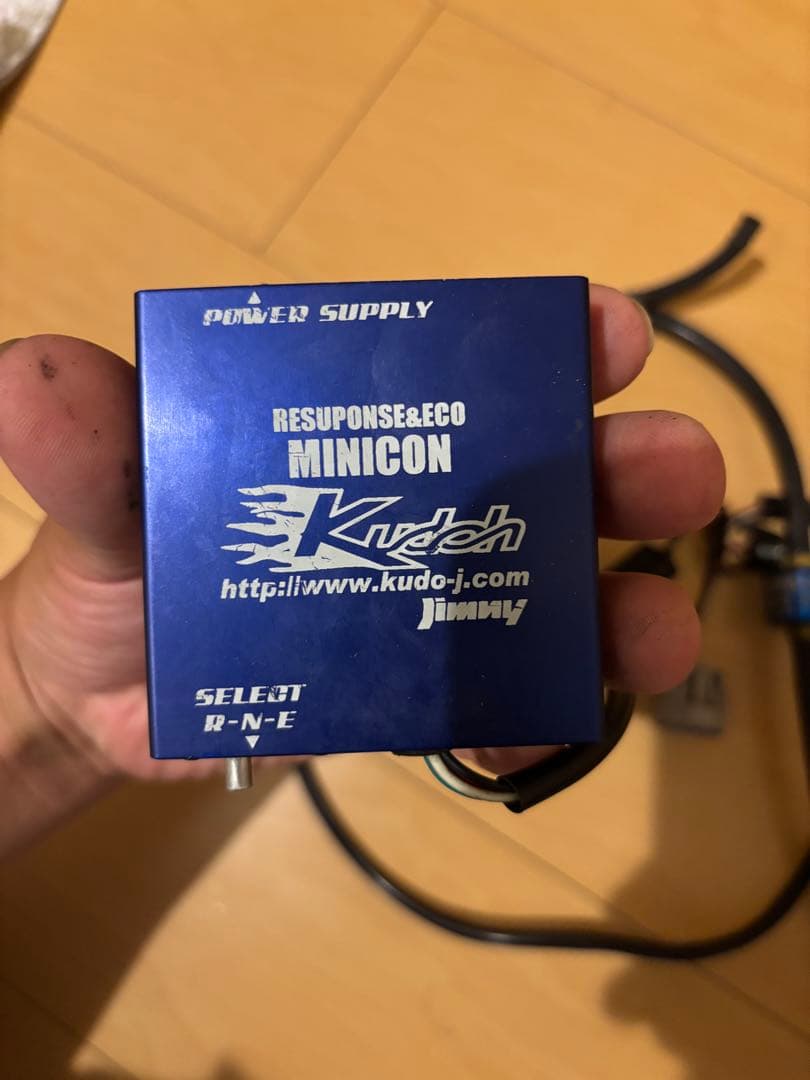 POWER SUPPLY
RESUPONSE&ECO
MINICON
Kudoh
http://www.kudo-j.com
Jimny
SELECT
R-N-E